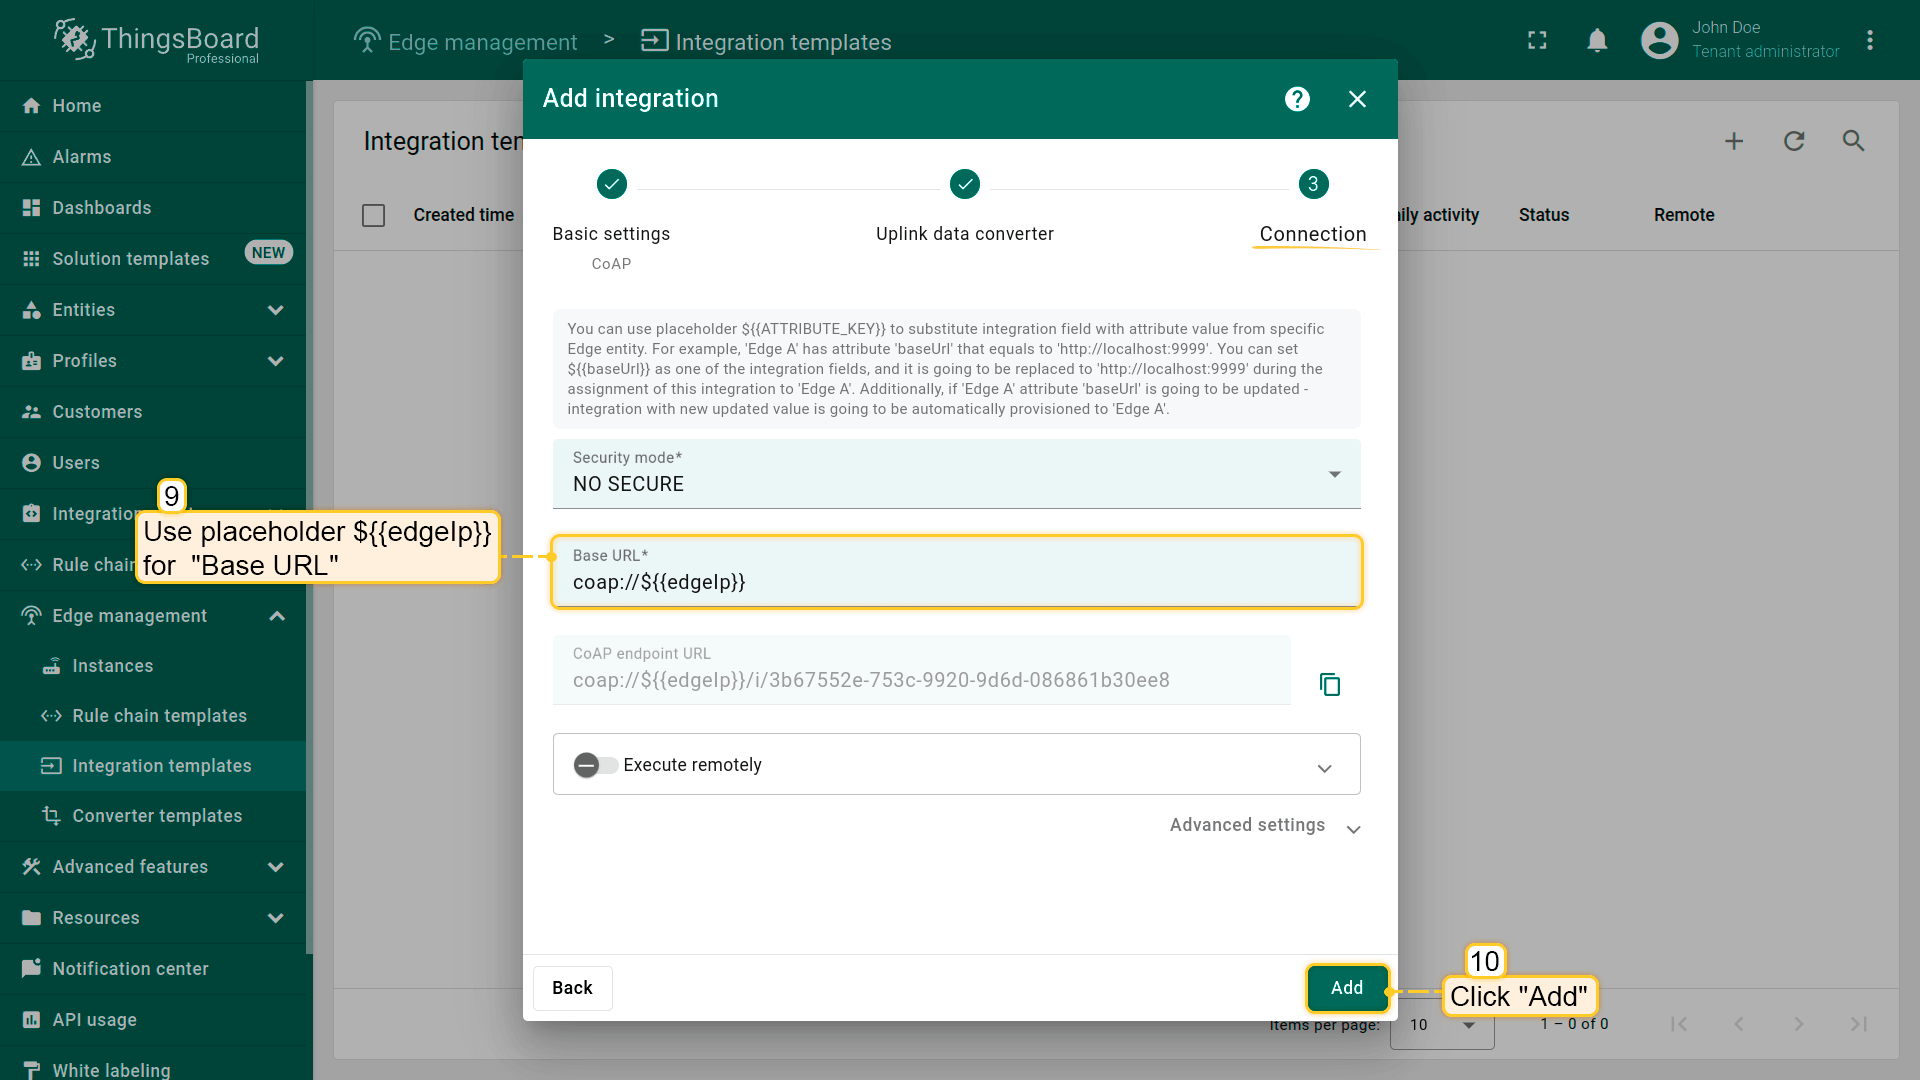 ThingsBoard
Professional
Edge management > Integration templates
John Doe
Tenant administrator
Home
Alarms
Dashboards
Solution templates NEW
Entities
Profiles
Customers
Users
Integration
Rule chain
Edge management
Instances
Rule chain templates
Integration templates
Converter templates
Advanced features
Resources
Notification center
API usage
White labeling
Integration ten
Created time
ily activity
Status
Remote
Add integration
3
Basic settings
CoAP
Uplink data converter
Connection
You can use placeholder ${{ATTRIBUTE_KEY}} to substitute integration field with attribute value from specific
Edge entity. For example, 'Edge A' has attribute 'baseUrl' that equals to 'http://localhost:9999'. You can set
${{baseUrl}} as one of the integration fields, and it is going to be replaced to 'http://localhost:9999' during the
assignment of this integration to 'Edge A'. Additionally, if 'Edge A' attribute 'baseUrl' is going to be updated -
integration with new updated value is going to be automatically provisioned to 'Edge A'.
Security mode*
NO SECURE
9
Use placeholder ${{edgeIp}}
for "Base URL"
Base URL*
coap://${{edgeIp}}
CoAP endpoint URL
coap://${{edgeIp}}/i/3b67552e-753c-9920-9d6d-086861b30ee8
Execute remotely
Advanced settings
Back
Add
10
Click "Add"
Items per page:
10
1 – 0 of 0